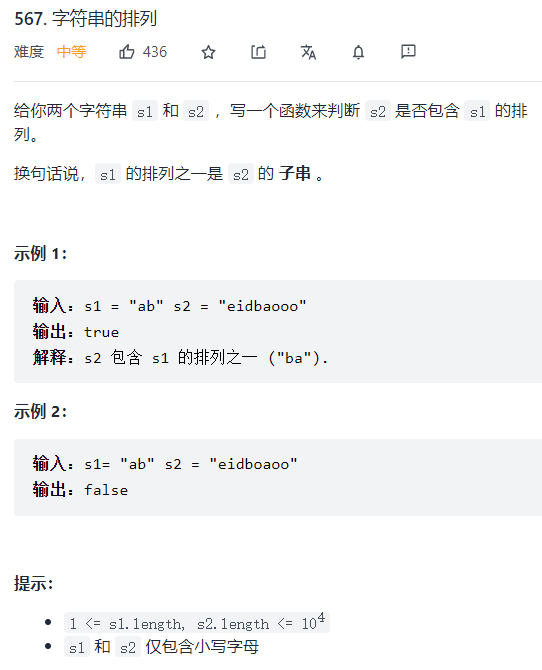 567. 字符串的排列
难度 中等 436
给你两个字符串 s1 和 s2 ，写一个函数来判断 s2 是否包含 s1 的排
列。
换句话说，s1 的排列之一是 s2 的 子串 。
示例 1：
输入：s1 = "ab" s2 = "eidbaooo"
输出：true
解释：s2 包含 s1 的排列之一 ("ba").
示例 2：
输入：s1= "ab" s2 = "eidboaoo"
输出：false
提示：
1 <= s1.length, s2.length <= 10⁴
s1 和 s2 仅包含小写字母